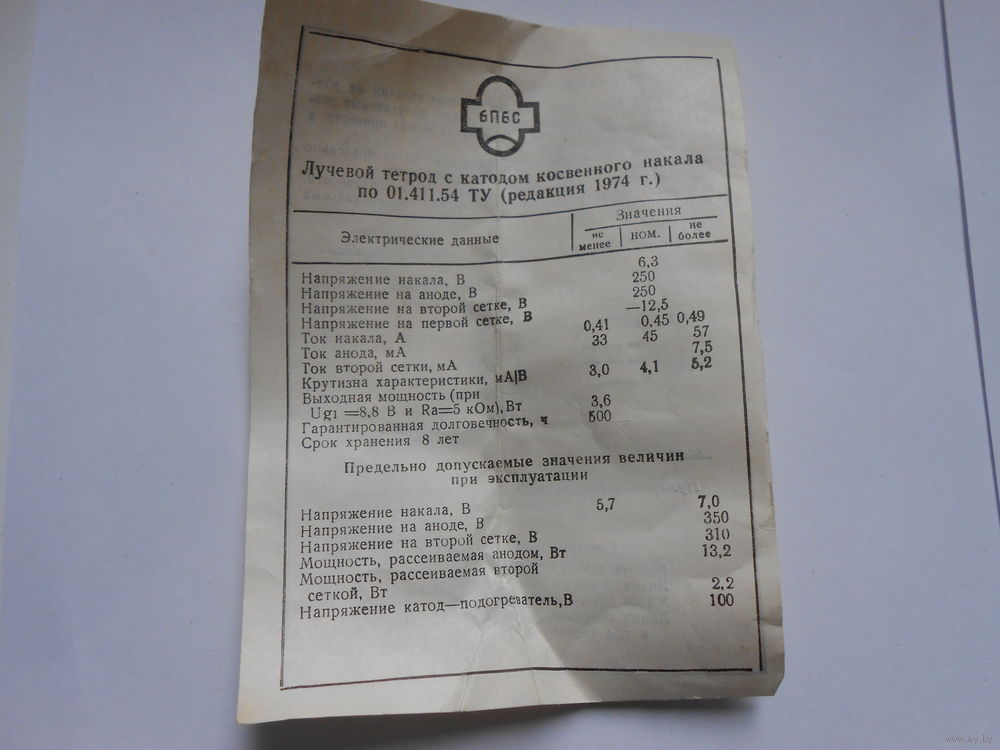 6П6С
Лучевой тетрод с катодом косвенного накала
по 01.411.54 ТУ (редакция 1974 г.)
Электрические данные
Значения
не менее | ном. | не более
Напряжение накала, В 6,3
Напряжение на аноде, В 250
Напряжение на второй сетке, В 250
Напряжение на первой сетке, В —12,5
Ток накала, А 0,41 0,45 0,49
Ток анода, мА 33 45 57
Ток второй сетки, мА 7,5
Крутизна характеристики, мА|В 3,0 4,1 5,2
Выходная мощность (при
Ug1 =8,8 В и Ra=5 кОм), Вт 3,6
Гарантированная долговечность, ч 500
Срок хранения 8 лет
Предельно допускаемые значения величин
при эксплуатации
Напряжение накала, В 5,7 7,0
Напряжение на аноде, В 350
Напряжение на второй сетке, В 310
Мощность, рассеиваемая анодом, Вт 13,2
Мощность, рассеиваемая второй
сеткой, Вт 2,2
Напряжение катод—подогреватель, В 100
www.ay.by